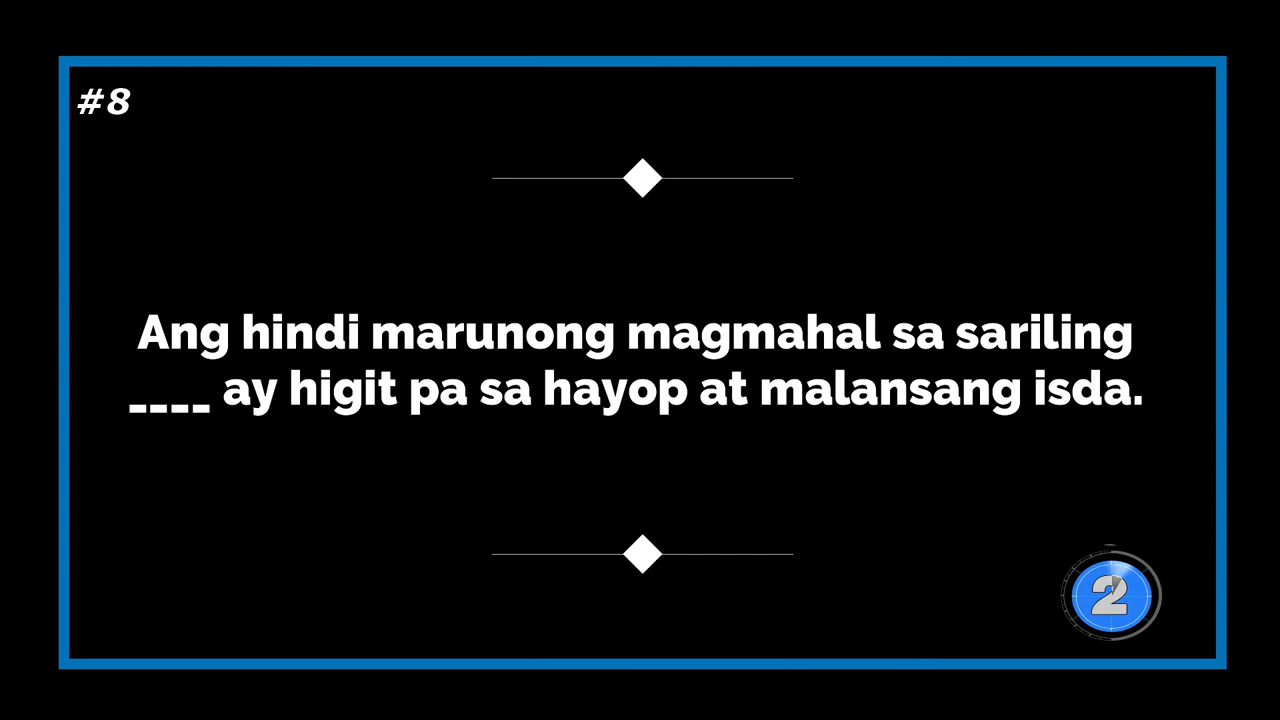 #8
Ang hindi marunong magmahal sa sariling
____ ay higit pa sa hayop at malansang isda.
2